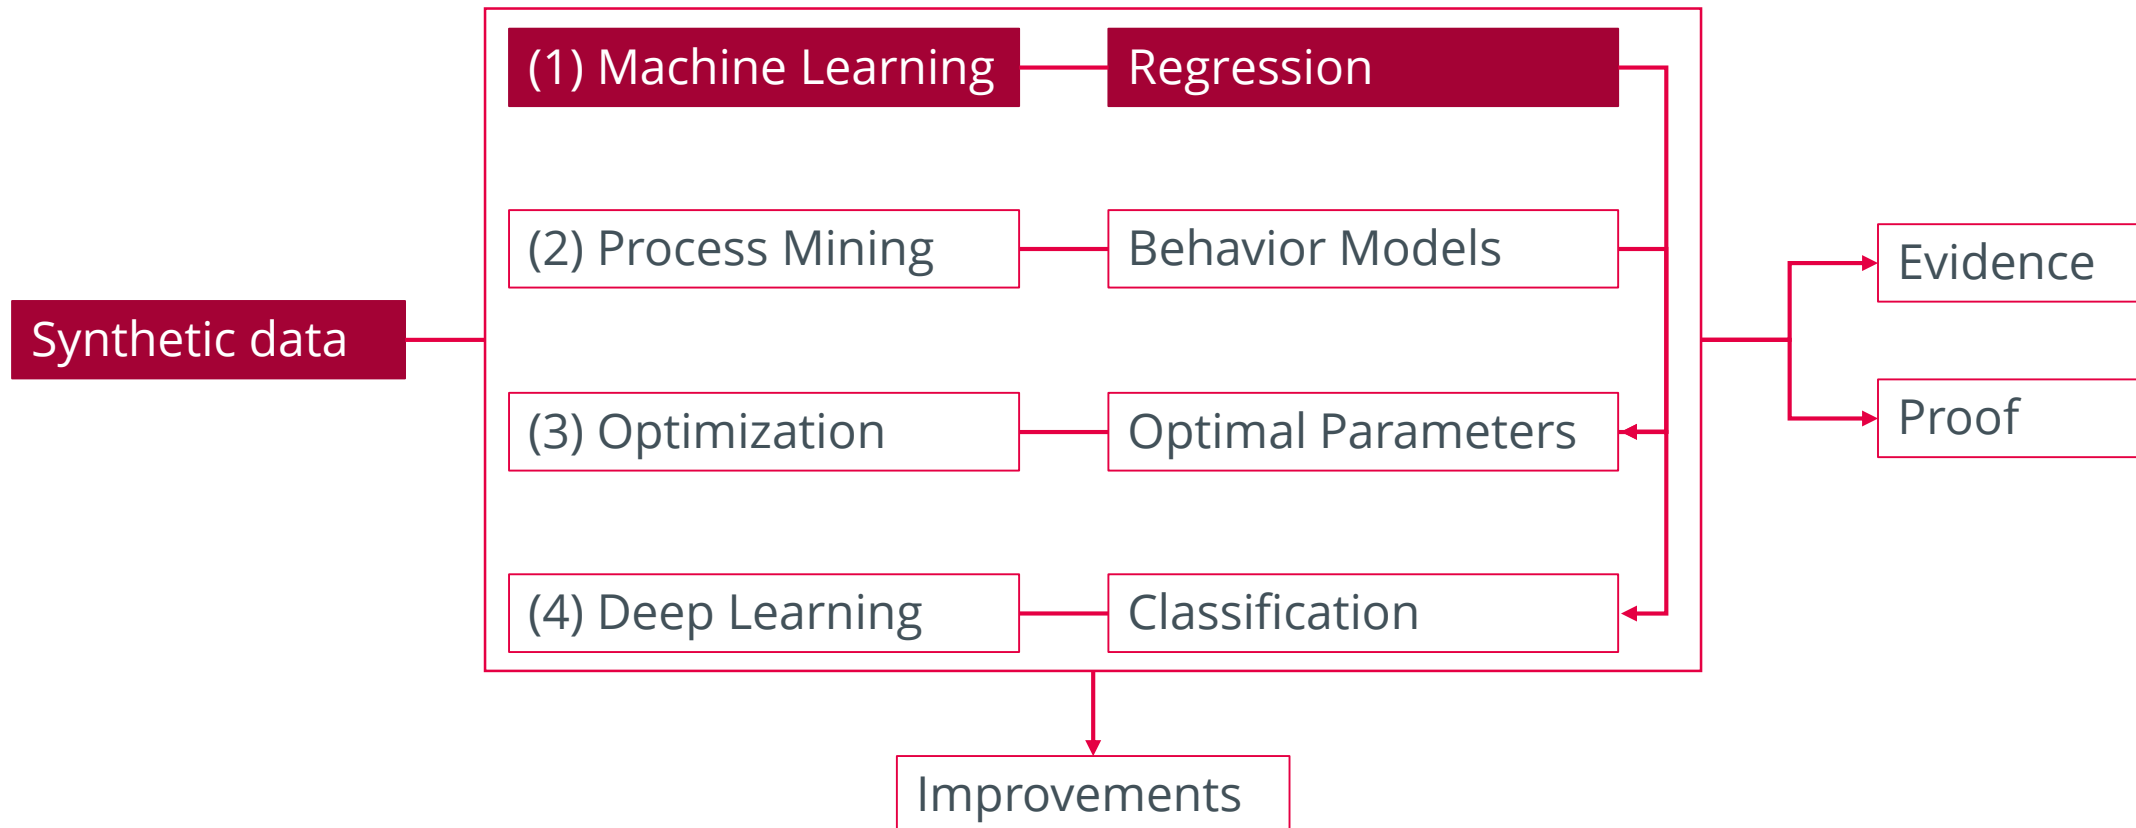 (1) Machine Learning
Regression
(2) Process Mining
Behavior Models
Synthetic data
(3) Optimization
Optimal Parameters
(4) Deep Learning
Classification
Evidence
Proof
Improvements